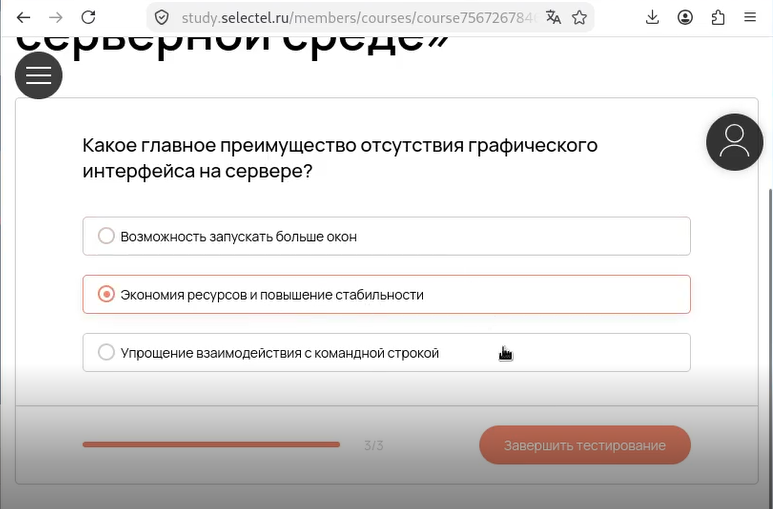 study.selectel.ru/members/courses/course756726784
серверной среде»
Какое главное преимущество отсутствия графического
интерфейса на сервере?
Возможность запускать больше окон
Экономия ресурсов и повышение стабильности
Упрощение взаимодействия с командной строкой
3/3
Завершить тестирование